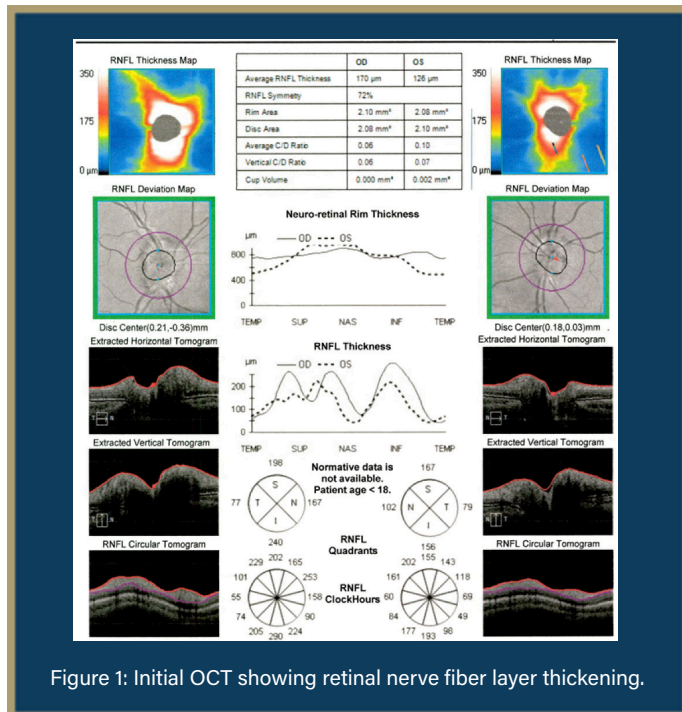 RNFL Thickness Map
350
175
0 µm
OD OS
Average RNFL Thickness 170 µm 126 µm
RNFL Symmetry 72%
Rim Area 2.10 mm² 2.08 mm²
Disc Area 2.08 mm² 2.10 mm²
Average C/D Ratio 0.06 0.10
Vertical C/D Ratio 0.06 0.07
Cup Volume 0.000 mm³ 0.002 mm³
RNFL Thickness Map
350
175
0 µm
RNFL Deviation Map
Disc Center(0.21,-0.36)mm
Neuro-retinal Rim Thickness
µm OD OS
800
400
0
TEMP SUP NAS INF TEMP
RNFL Deviation Map
Disc Center(0.18,0.03)mm .
Extracted Horizontal Tomogram
T N
RNFL Thickness
µm OD OS
200
100
0
TEMP SUP NAS INF TEMP
Extracted Horizontal Tomogram
N T
Extracted Vertical Tomogram
Extracted Vertical Tomogram
198
S
77 T N 167
I
240
Normative data is
not available.
Patient age < 18.
167
S
102 N T 79
I
156
RNFL
Quadrants
RNFL Circular Tomogram
RNFL Circular Tomogram
202
229 165
101 253
55 158
74 90
205 224
290
RNFL
ClockHours
155
202 143
161 118
60 69
84 49
177 98
193
Figure 1: Initial OCT showing retinal nerve fiber layer thickening.